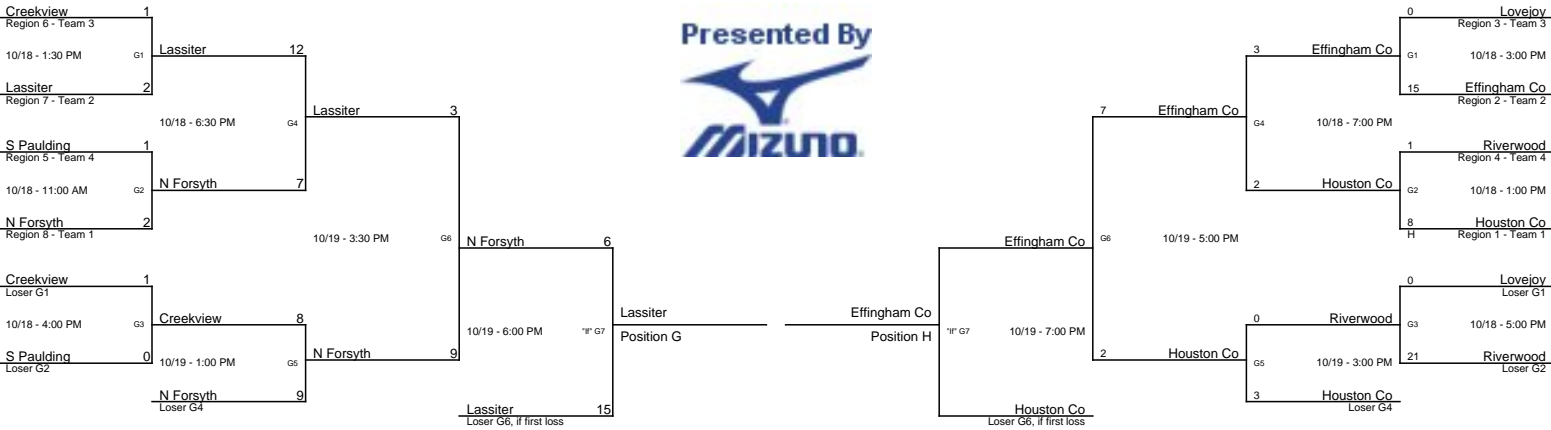 Presented By
MIZUNO
Creekview 1
Region 6 - Team 3
10/18 - 1:30 PM G1
Lassiter 2
Region 7 - Team 2
Lassiter 12
10/18 - 6:30 PM G4
S Paulding 1
Region 5 - Team 4
10/18 - 11:00 AM G2
N Forsyth 2
Region 8 - Team 1
N Forsyth 7
Lassiter 3
10/19 - 3:30 PM G6
Creekview 1
Loser G1
10/18 - 4:00 PM G3
S Paulding 0
Loser G2
Creekview 8
10/19 - 1:00 PM G5
N Forsyth 9
Loser G4
N Forsyth 9
N Forsyth 6
10/19 - 6:00 PM "If" G7
Lassiter 15
Loser G6, if first loss
Lassiter
Position G
Effingham Co
Position H
Effingham Co
"If" G7 10/19 - 7:00 PM
Houston Co
Loser G6, if first loss
7 Effingham Co
G6 10/19 - 5:00 PM
2 Houston Co
3 Effingham Co
G4 10/18 - 7:00 PM
2 Houston Co
0 Lovejoy
Region 3 - Team 3
G1 10/18 - 3:00 PM
15 Effingham Co
Region 2 - Team 2
1 Riverwood
Region 4 - Team 4
G2 10/18 - 1:00 PM
8 Houston Co
H Region 1 - Team 1
0 Riverwood
G5 10/19 - 3:00 PM
3 Houston Co
Loser G4
0 Lovejoy
Loser G1
G3 10/18 - 5:00 PM
21 Riverwood
Loser G2